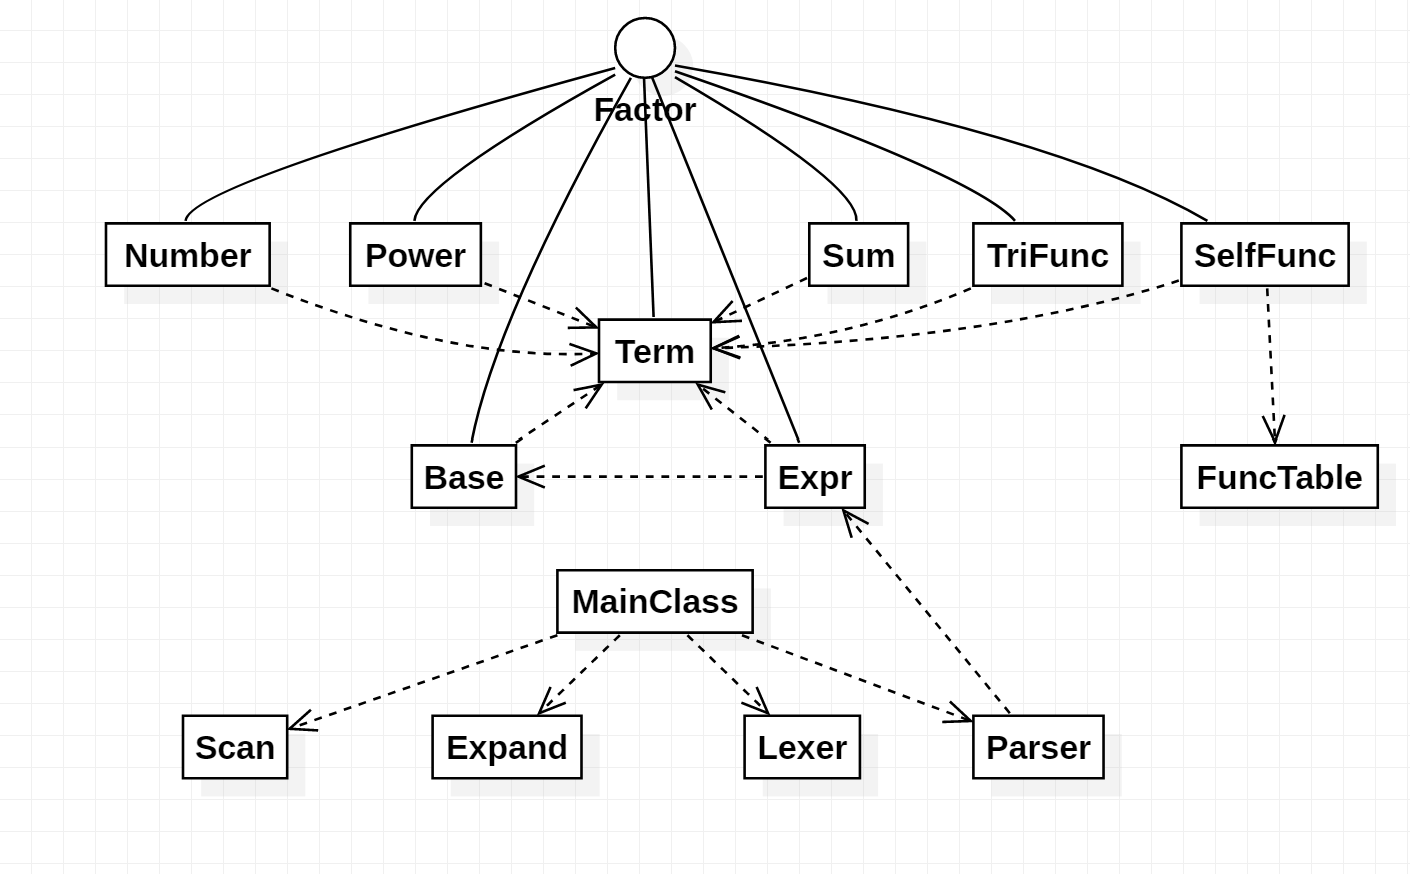 Factor
Number
Power
Sum
TriFunc
SelfFunc
Term
Base
Expr
FuncTable
MainClass
Scan
Expand
Lexer
Parser